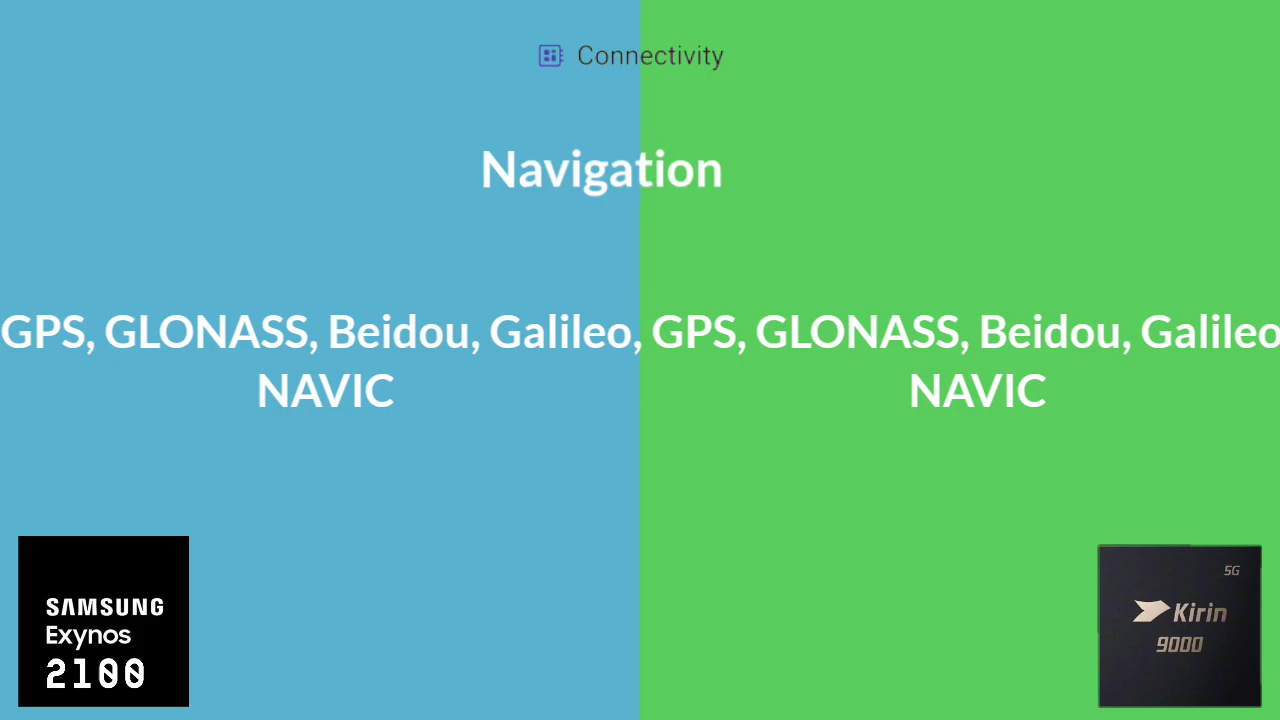 Connectivity
Navigation
GPS, GLONASS, Beidou, Galileo,
NAVIC
GPS, GLONASS, Beidou, Galileo
NAVIC
SAMSUNG
Exynos
2100
5G
Kirin
9000